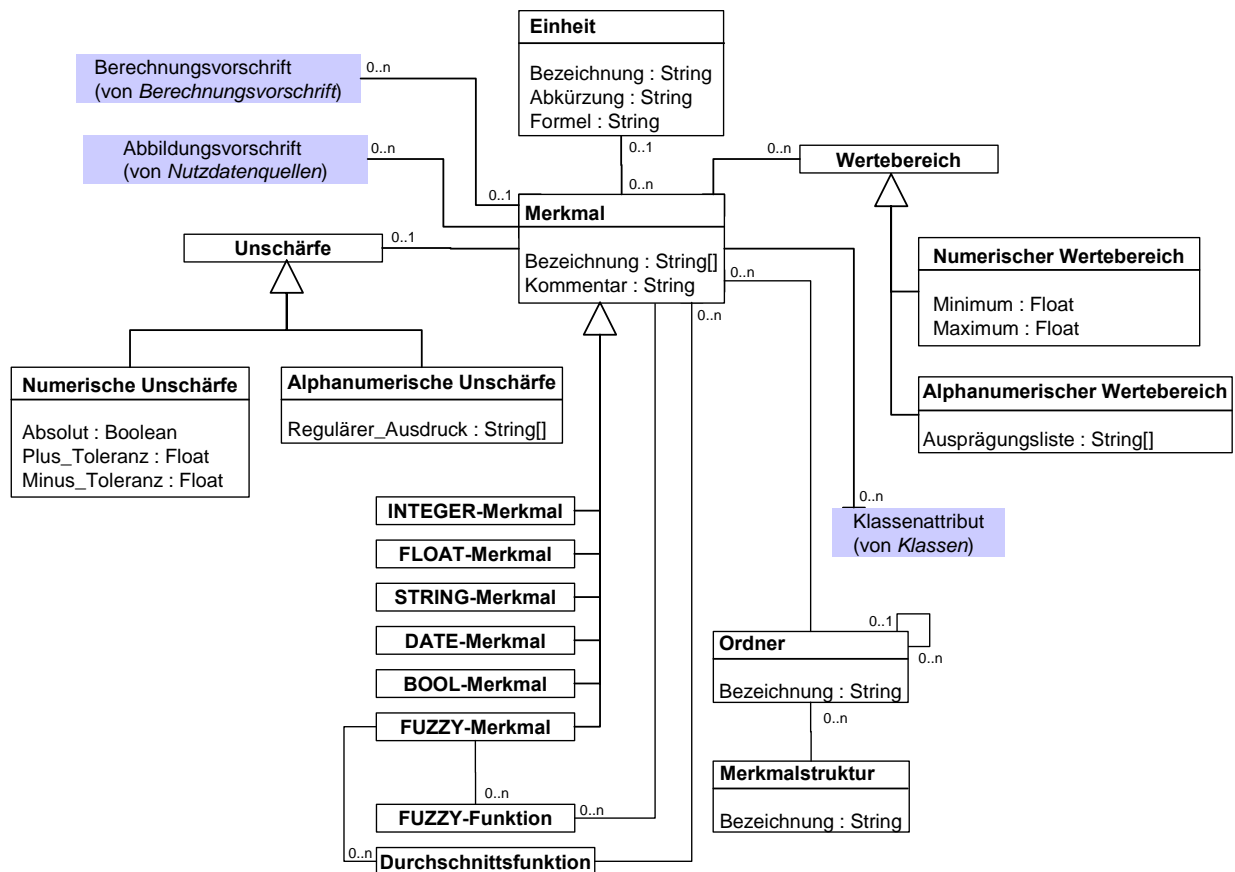 Einheit
Bezeichnung : String
Abkürzung : String
Formel : String
Berechnungsvorschrift
(von Berechnungsvorschrift)
0..n
Abbildungsvorschrift
(von Nutzdatenquellen)
0..n
0..1
0..n
0..n
Wertebereich
0..1
Merkmal
Bezeichnung : String[]
Kommentar : String
Unschärfe
0..1
0..n
0..n
Numerischer Wertebereich
Minimum : Float
Maximum : Float
Numerische Unschärfe
Absolut : Boolean
Plus_Toleranz : Float
Minus_Toleranz : Float
Alphanumerische Unschärfe
Regulärer_Ausdruck : String[]
Alphanumerischer Wertebereich
Ausprägungsliste : String[]
INTEGER-Merkmal
FLOAT-Merkmal
STRING-Merkmal
DATE-Merkmal
BOOL-Merkmal
FUZZY-Merkmal
0..n
Klassenattribut
(von Klassen)
0..1
0..n
Ordner
Bezeichnung : String
0..n
Merkmalstruktur
Bezeichnung : String
0..n
FUZZY-Funktion
0..n
0..n
Durchschnittsfunktion